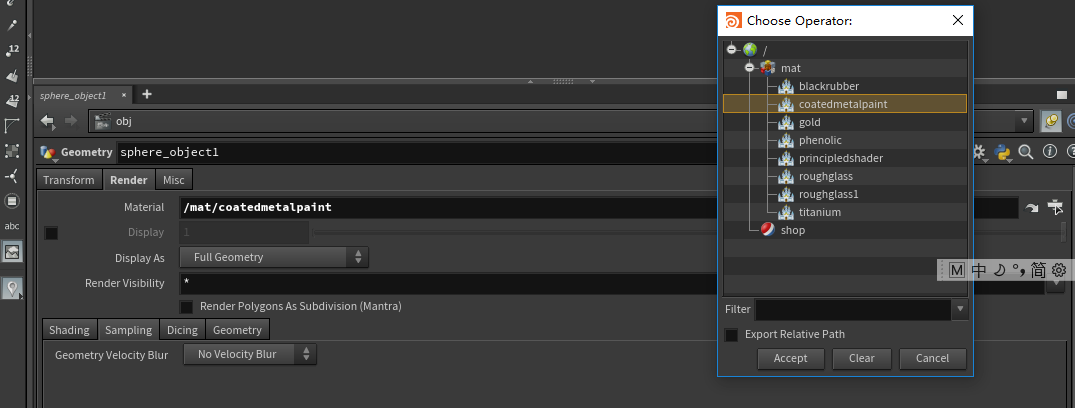 Choose Operator:
/
mat
blackrubber
coatedmetalpaint
gold
phenolic
principledshader
roughglass
roughglass1
titanium
shop
Filter
Export Relative Path
Accept Clear Cancel
12
12
abc
sphere_object1
obj
Geometry sphere_object1
Transform Render Misc
Material /mat/coatedmetalpaint
Display 1
Display As Full Geometry
Render Visibility *
Render Polygons As Subdivision (Mantra)
Shading Sampling Dicing Geometry
Geometry Velocity Blur No Velocity Blur
M 中 简